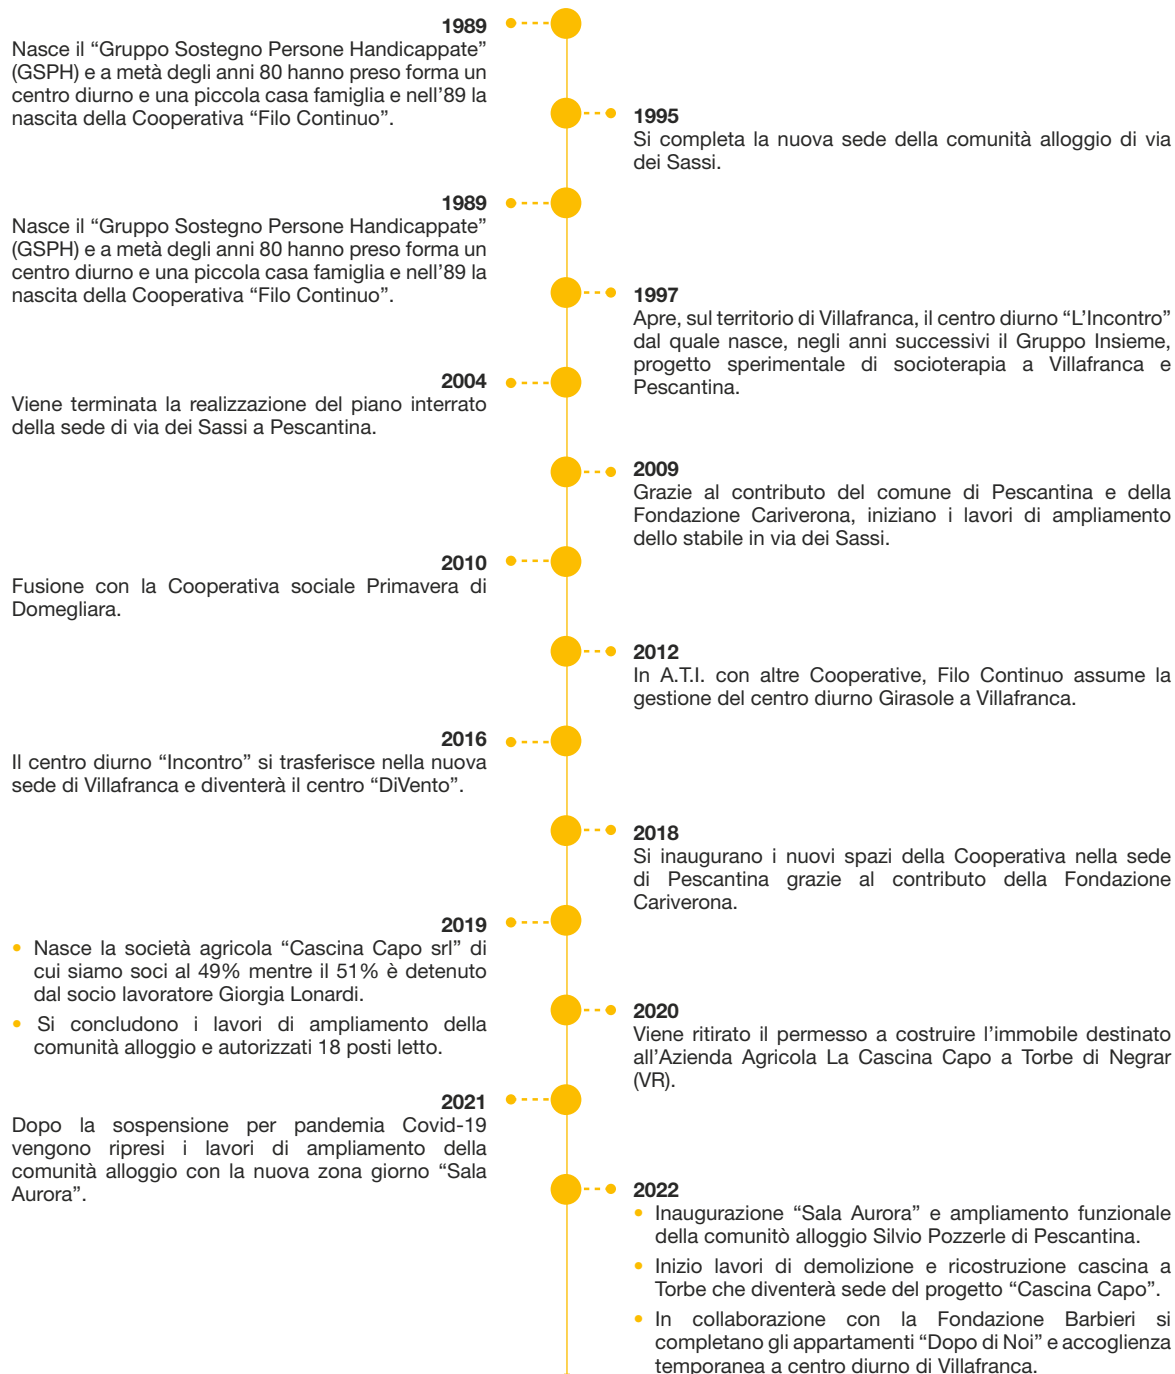 1989
Nasce il “Gruppo Sostegno Persone Handicappate”
(GSPH) e a metà degli anni 80 hanno preso forma un
centro diurno e una piccola casa famiglia e nell’89 la
nascita della Cooperativa “Filo Continuo”.
1995
Si completa la nuova sede della comunità alloggio di via
dei Sassi.
1989
Nasce il “Gruppo Sostegno Persone Handicappate”
(GSPH) e a metà degli anni 80 hanno preso forma un
centro diurno e una piccola casa famiglia e nell’89 la
nascita della Cooperativa “Filo Continuo”.
1997
Apre, sul territorio di Villafranca, il centro diurno “L’Incontro”
dal quale nasce, negli anni successivi il Gruppo Insieme,
progetto sperimentale di socioterapia a Villafranca e
Pescantina.
2004
Viene terminata la realizzazione del piano interrato
della sede di via dei Sassi a Pescantina.
2009
Grazie al contributo del comune di Pescantina e della
Fondazione Cariverona, iniziano i lavori di ampliamento
dello stabile in via dei Sassi.
2010
Fusione con la Cooperativa sociale Primavera di
Domegliara.
2012
In A.T.I. con altre Cooperative, Filo Continuo assume la
gestione del centro diurno Girasole a Villafranca.
2016
Il centro diurno “Incontro” si trasferisce nella nuova
sede di Villafranca e diventerà il centro “DiVento”.
2018
Si inaugurano i nuovi spazi della Cooperativa nella sede
di Pescantina grazie al contributo della Fondazione
Cariverona.
2019
• Nasce la società agricola “Cascina Capo srl” di
cui siamo soci al 49% mentre il 51% è detenuto
dal socio lavoratore Giorgia Lonardi.
• Si concludono i lavori di ampliamento della
comunità alloggio e autorizzati 18 posti letto.
2020
Viene ritirato il permesso a costruire l’immobile destinato
all’Azienda Agricola La Cascina Capo a Torbe di Negrar
(VR).
2021
Dopo la sospensione per pandemia Covid-19
vengono ripresi i lavori di ampliamento della
comunità alloggio con la nuova zona giorno “Sala
Aurora”.
2022
• Inaugurazione “Sala Aurora” e ampliamento funzionale
della comunitò alloggio Silvio Pozzerle di Pescantina.
• Inizio lavori di demolizione e ricostruzione cascina a
Torbe che diventerà sede del progetto “Cascina Capo”.
• In collaborazione con la Fondazione Barbieri si
completano gli appartamenti “Dopo di Noi” e accoglienza
temporanea a centro diurno di Villafranca.